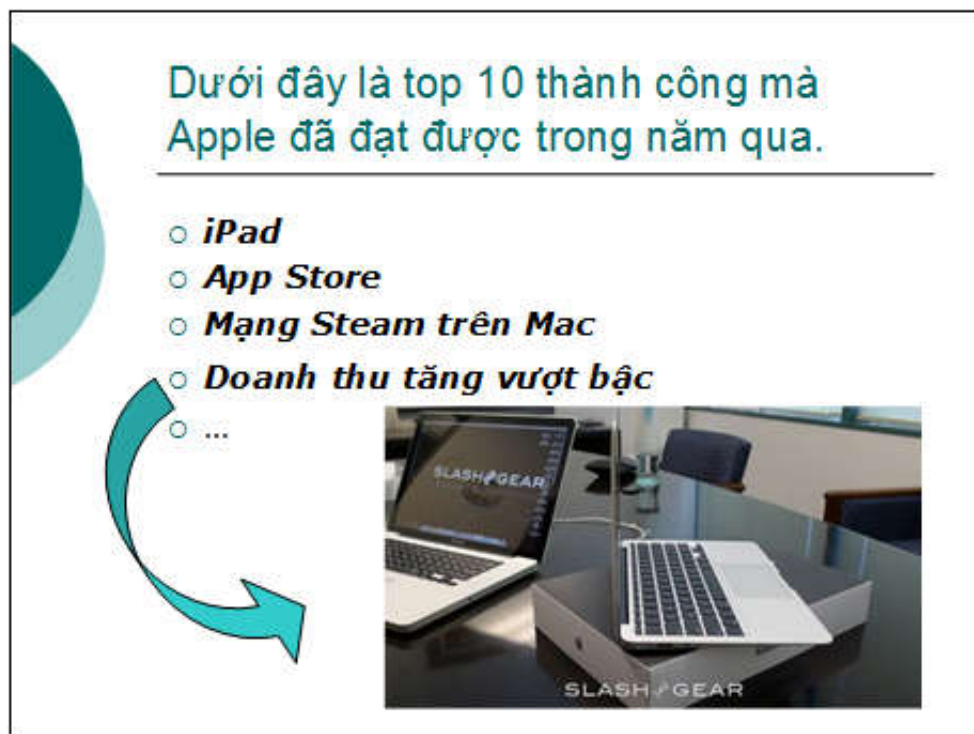 Dưới đây là top 10 thành công mà
Apple đã đạt được trong năm qua.
iPad
App Store
Mạng Steam trên Mac
Doanh thu tăng vượt bậc
...
SLASH GEAR
SLASH GEAR